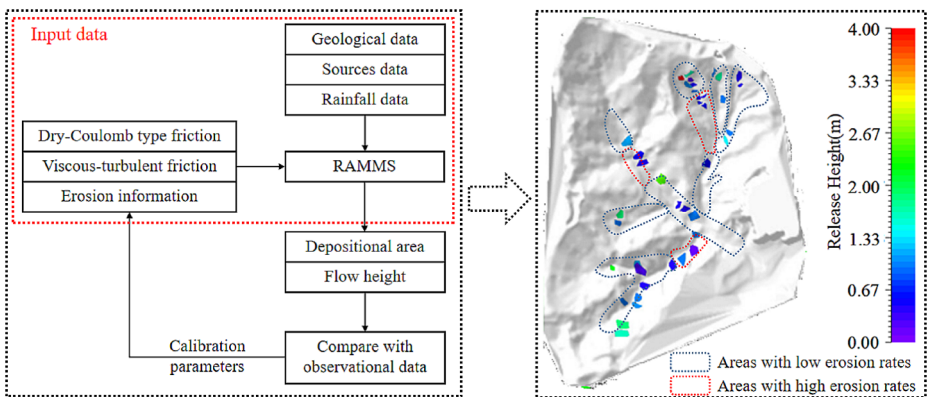 Input data
Geological data
Sources data
Rainfall data
Dry-Coulomb type friction
Viscous-turbulent friction
Erosion information
RAMMS
Depositional area
Flow height
Calibration
parameters
Compare with
observational data
4.00
3.33
2.67
2.00
1.33
0.67
0.00
Release Height(m)
Areas with low erosion rates
Areas with high erosion rates